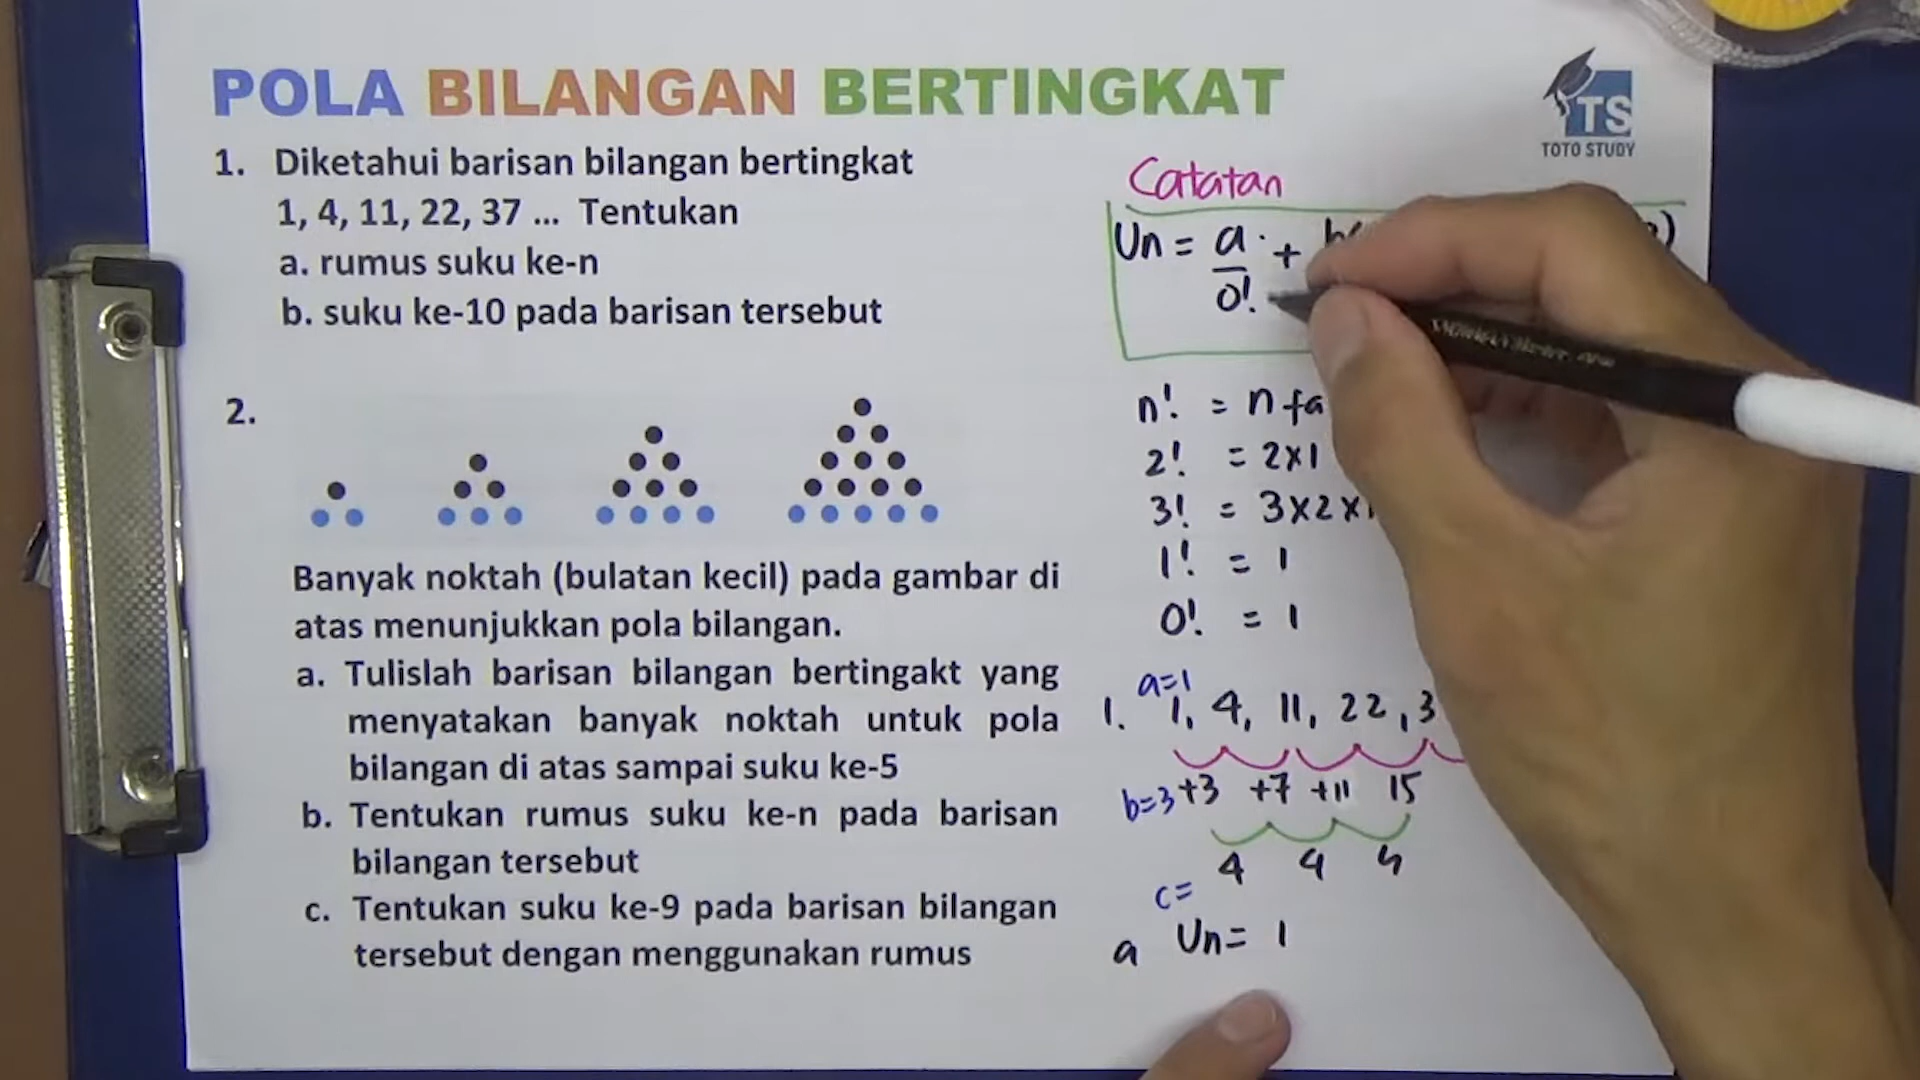 POLA BILANGAN BERTINGKAT
TS
TOTO STUDY
1. Diketahui barisan bilangan bertingkat
1, 4, 11, 22, 37 ... Tentukan
a. rumus suku ke-n
b. suku ke-10 pada barisan tersebut
2.
Banyak noktah (bulatan kecil) pada gambar di
atas menunjukkan pola bilangan.
a. Tulislah barisan bilangan bertingakt yang
menyatakan banyak noktah untuk pola
bilangan di atas sampai suku ke-5
b. Tentukan rumus suku ke-n pada barisan
bilangan tersebut
c. Tentukan suku ke-9 pada barisan bilangan
tersebut dengan menggunakan rumus
Catatan
Un = a +
0!
n! = n fa
2! = 2x1
3! = 3x2x
1! = 1
0! = 1
a=1
1. 1, 4, 11, 22, 3
b=3 +3 +7 +11 15
4 4 4
c=
a Un= 1